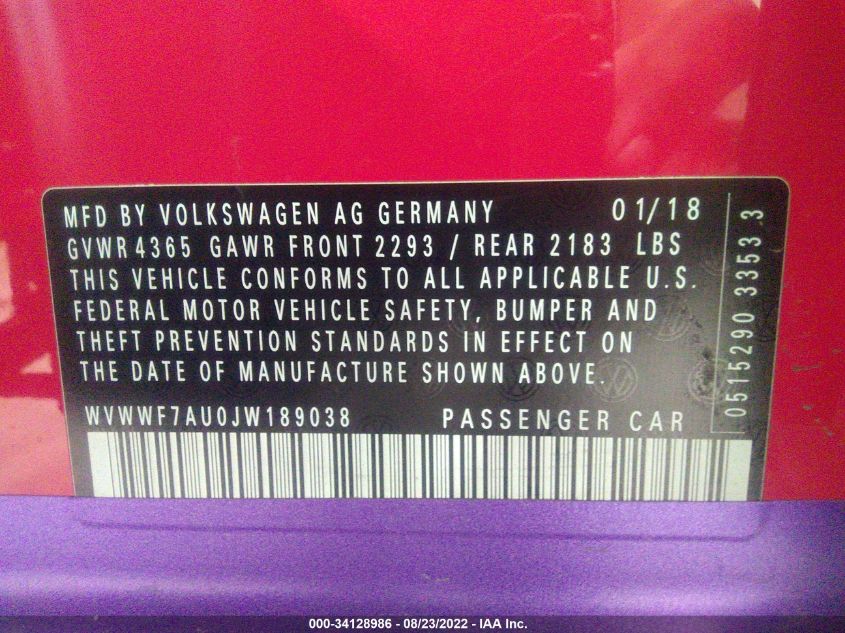 MFD BY VOLKSWAGEN AG GERMANY 01/18
GVWR 4365 GAWR FRONT 2293 / REAR 2183 LBS
THIS VEHICLE CONFORMS TO ALL APPLICABLE U.S.
FEDERAL MOTOR VEHICLE SAFETY, BUMPER AND
THEFT PREVENTION STANDARDS IN EFFECT ON
THE DATE OF MANUFACTURE SHOWN ABOVE.
WVWWF7AU0JW189038 PASSENGER CAR
0515290 3353 3
000-34128986 - 08/23/2022 - IAA Inc.